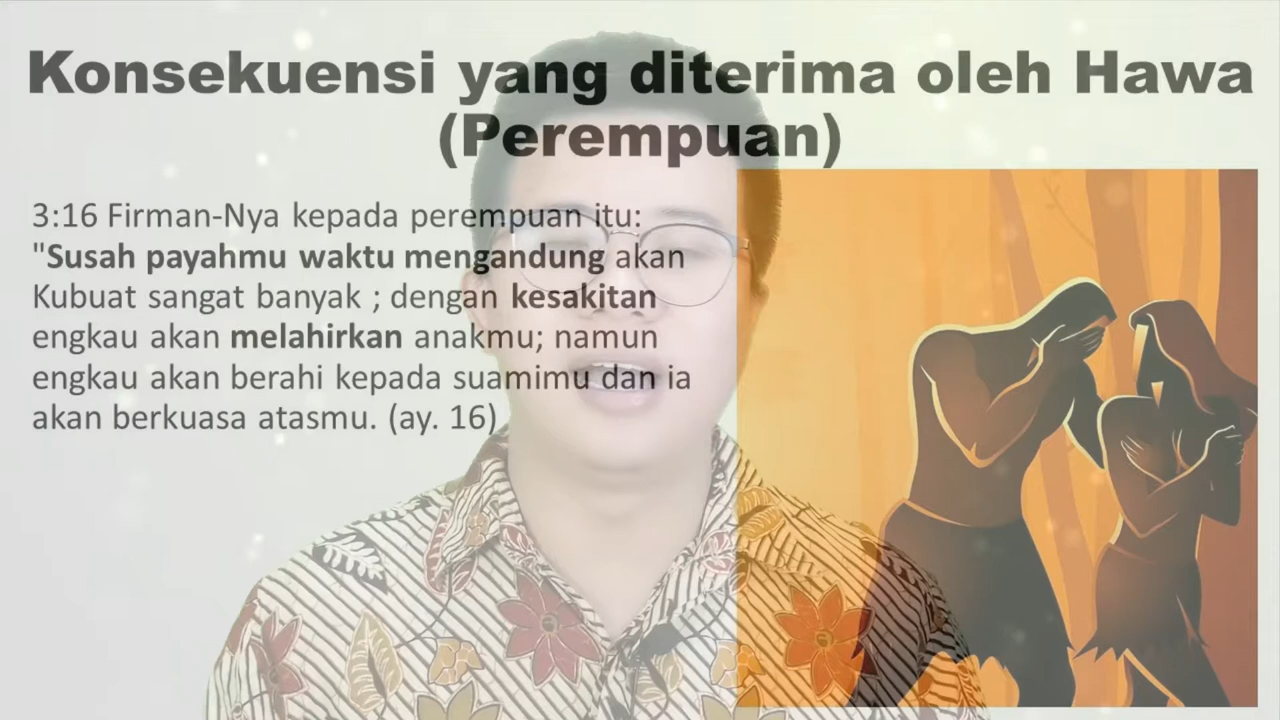 Konsekuensi yang diterima oleh Hawa
(Perempuan)
3:16 Firman-Nya kepada perempuan itu:
"Susah payahmu waktu mengandung akan
Kubuat sangat banyak ; dengan kesakitan
engkau akan melahirkan anakmu; namun
engkau akan berahi kepada suamimu dan ia
akan berkuasa atasmu. (ay. 16)